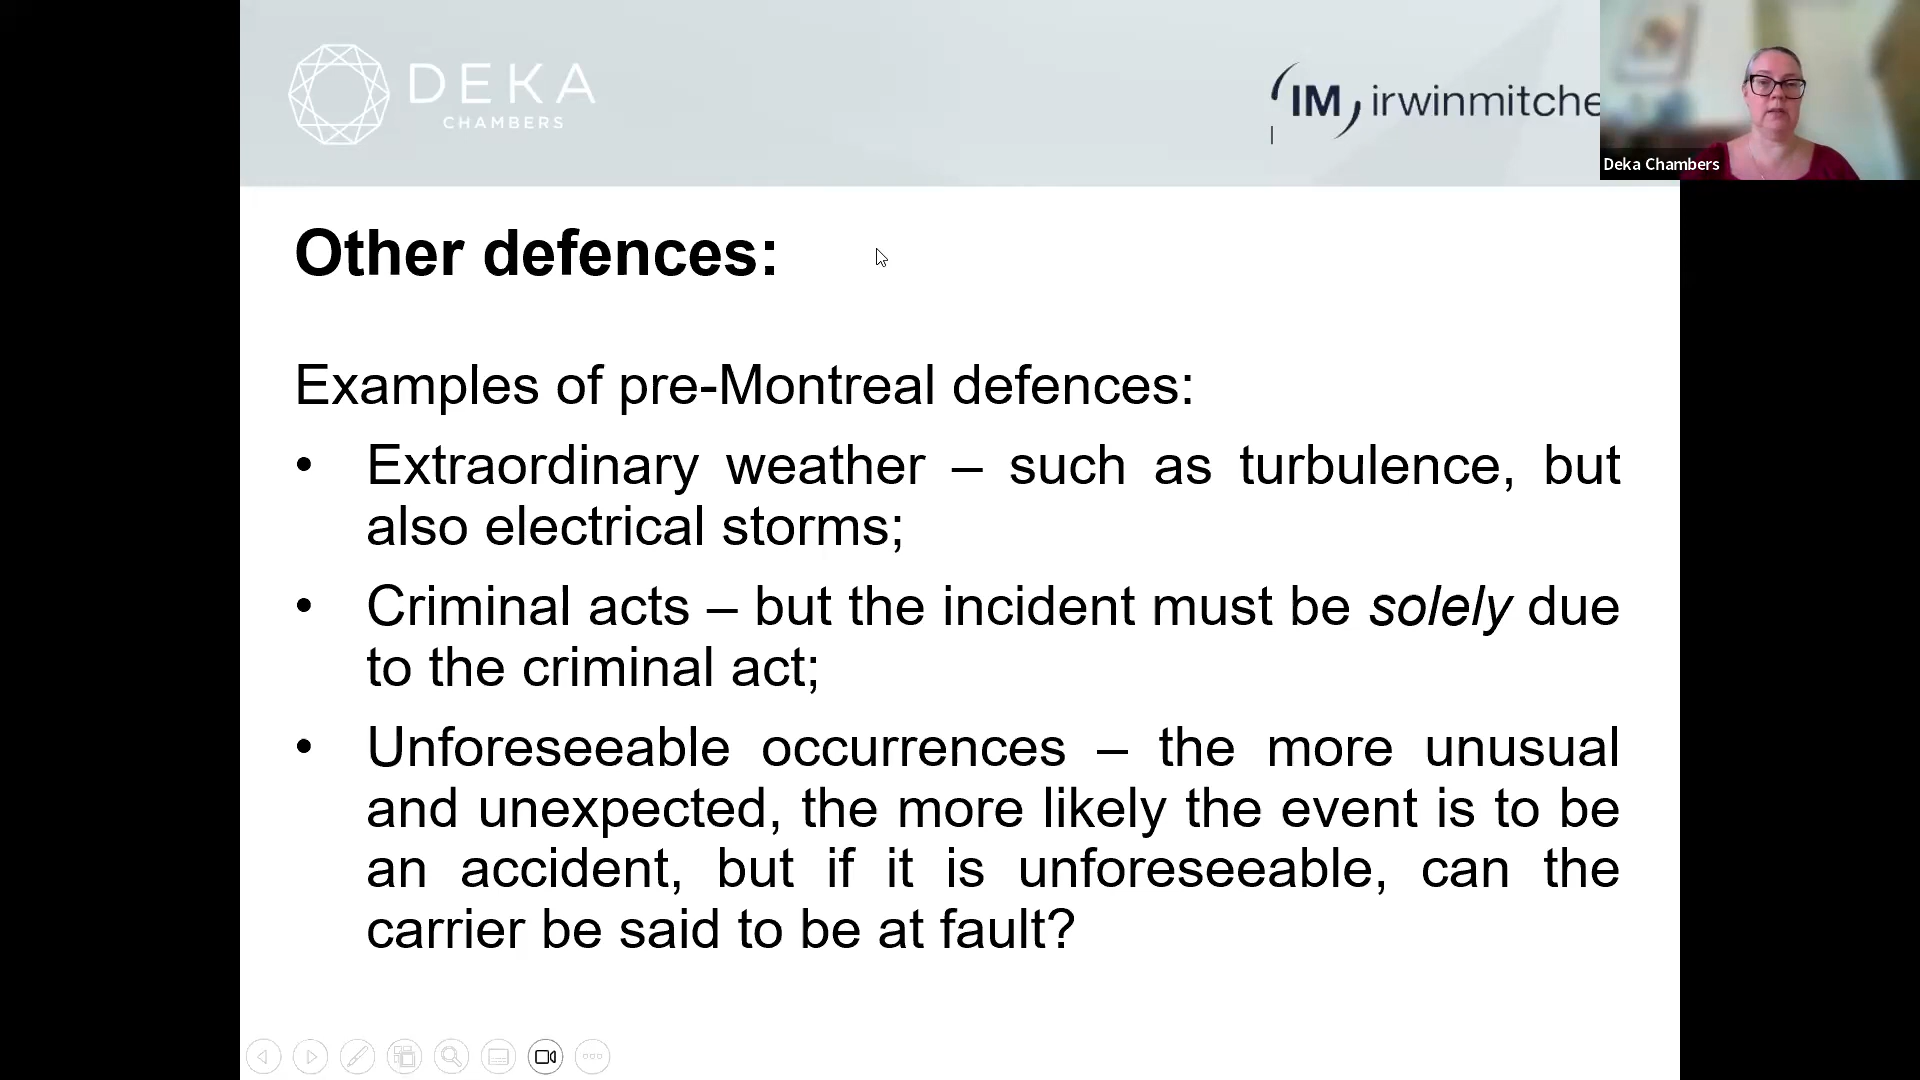 DEKA
CHAMBERS
IM irwinmitche
Deka Chambers
Other defences:
Examples of pre-Montreal defences:
• Extraordinary weather – such as turbulence, but
also electrical storms;
• Criminal acts – but the incident must be solely due
to the criminal act;
• Unforeseeable occurrences – the more unusual
and unexpected, the more likely the event is to be
an accident, but if it is unforeseeable, can the
carrier be said to be at fault?